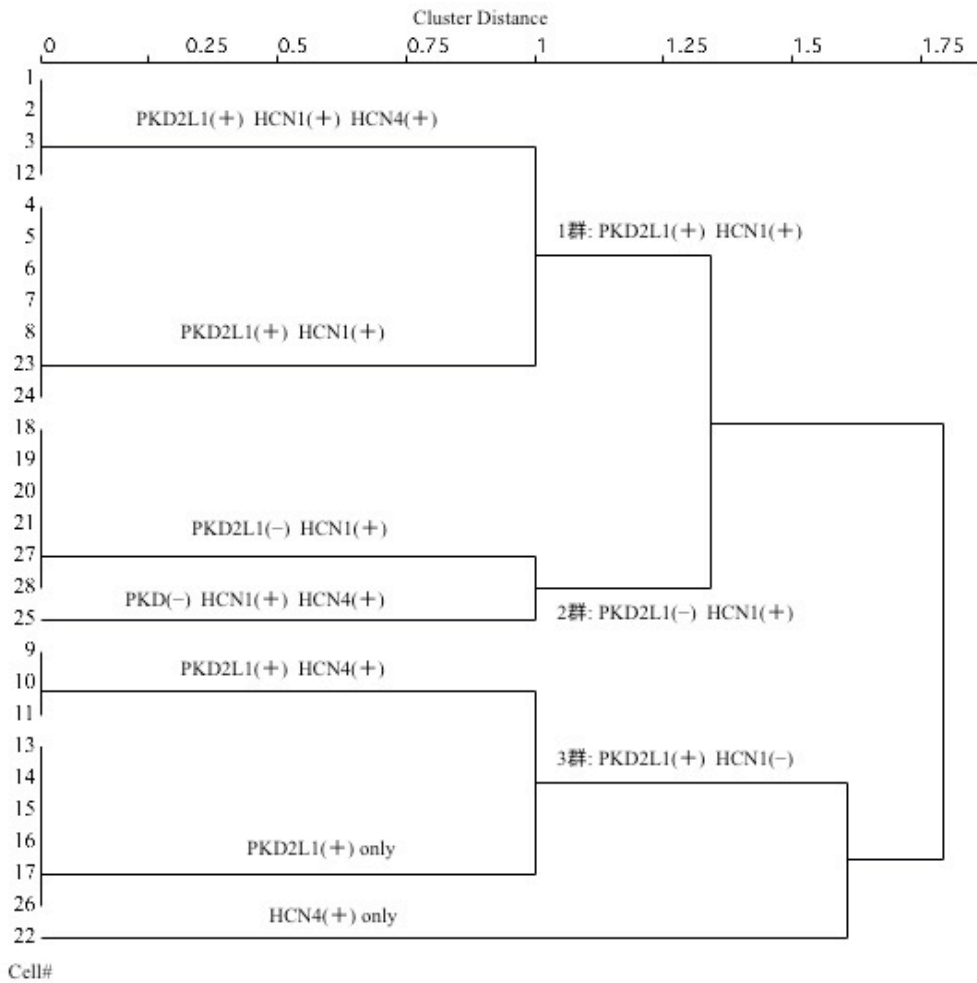 Cluster Distance
0 0.25 0.5 0.75 1 1.25 1.5 1.75
1
2
PKD2L1(+) HCN1(+) HCN4(+)
3
12
4
5
1群: PKD2L1(+) HCN1(+)
6
7
8
PKD2L1(+) HCN1(+)
23
24
18
19
20
21
PKD2L1(−) HCN1(+)
27
28
PKD(−) HCN1(+) HCN4(+)
25
2群: PKD2L1(−) HCN1(+)
9
PKD2L1(+) HCN4(+)
10
11
13
3群: PKD2L1(+) HCN1(−)
14
15
16
PKD2L1(+) only
17
26
HCN4(+) only
22
Cell#